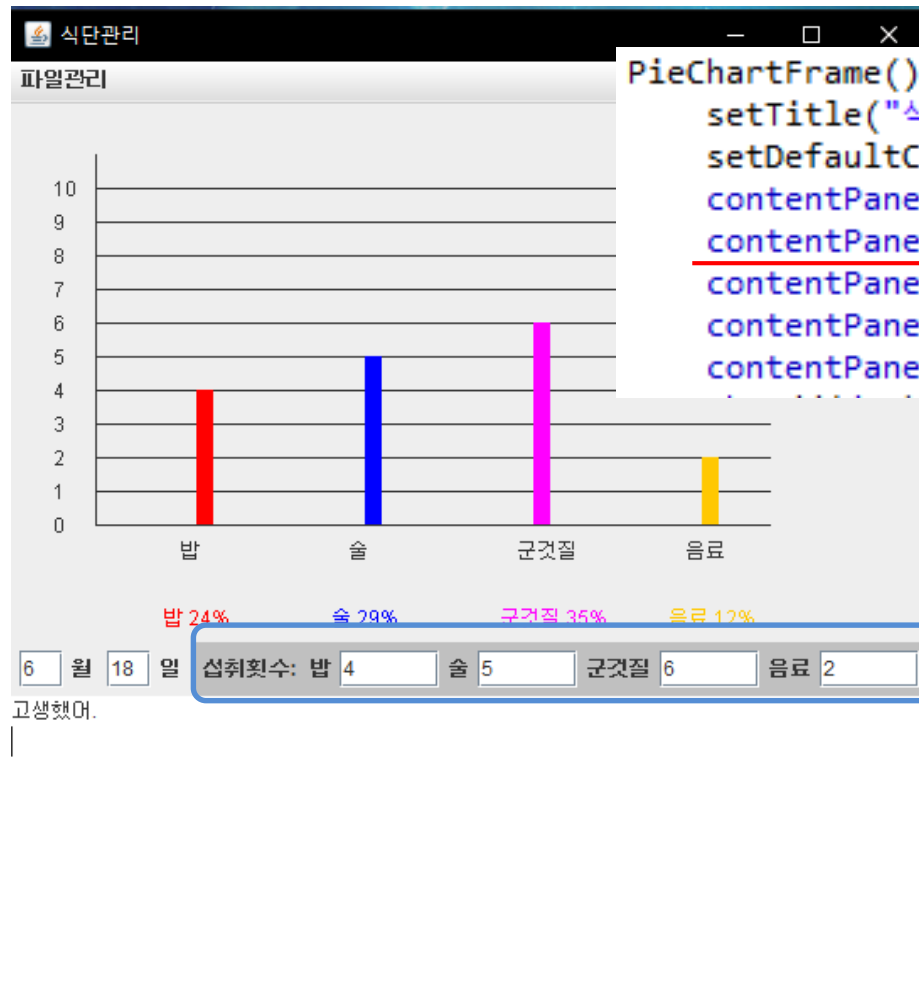 식단관리
파일관리
PieChartFrame()
setTitle("
setDefaultC
contentPane
contentPane
contentPane
contentPane
contentPane
10
9
8
7
6
5
4
3
2
1
0
밥 술 군것질 음료
밥 24% 술 29% 군것질 35% 음료 12%
6 월 18 일 섭취횟수: 밥 4 술 5 군것질 6 음료 2
고생했어.